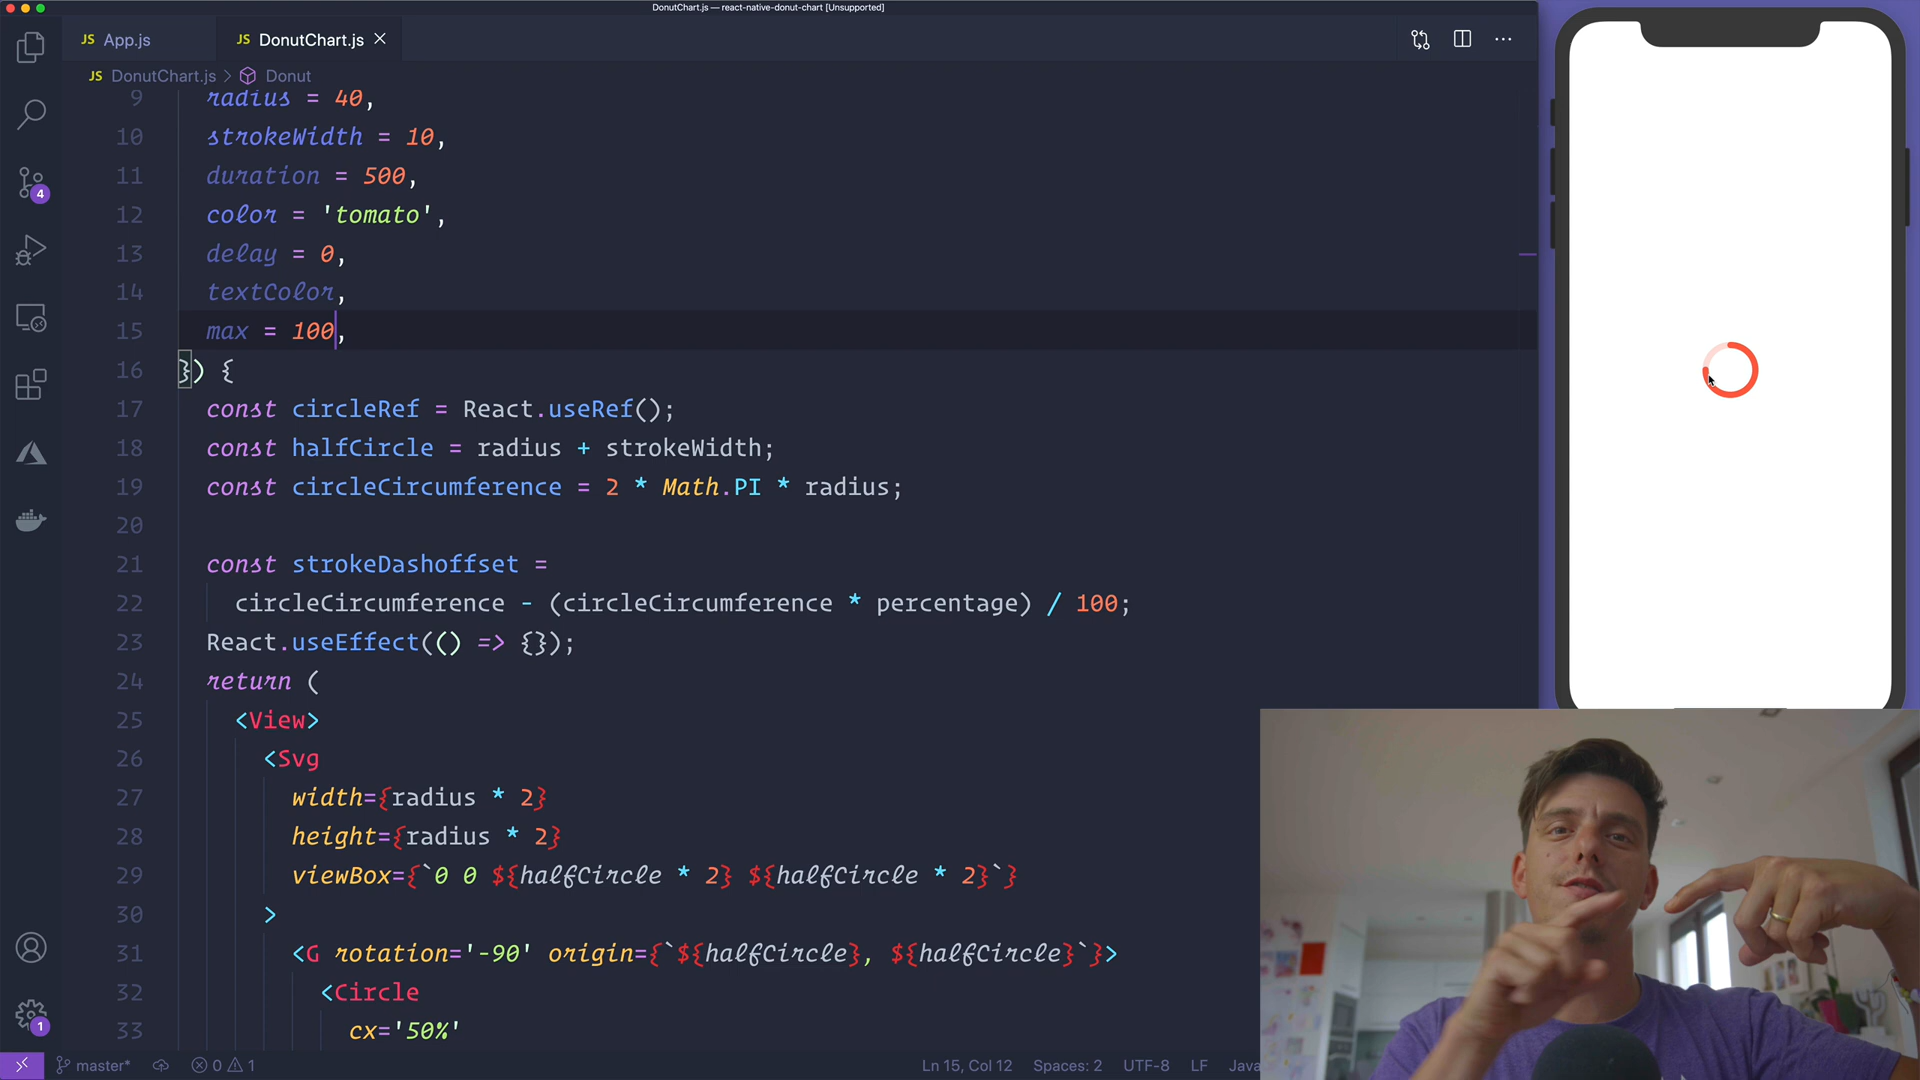 DonutChart.js — react-native-donut-chart [Unsupported]
JS App.js
JS DonutChart.js
JS DonutChart.js > Donut
9 radius = 40,
10 strokeWidth = 10,
11 duration = 500,
12 color = 'tomato',
13 delay = 0,
14 textColor,
15 max = 100,
16 }) {
17 const circleRef = React.useRef();
18 const halfCircle = radius + strokeWidth;
19 const circleCircumference = 2 * Math.PI * radius;
20
21 const strokeDashoffset =
22 circleCircumference - (circleCircumference * percentage) / 100;
23 React.useEffect(() => {});
24 return (
25 <View>
26 <Svg
27 width={radius * 2}
28 height={radius * 2}
29 viewBox={`0 0 ${halfCircle * 2} ${halfCircle * 2}`}
30 >
31 <G rotation='-90' origin={`${halfCircle}, ${halfCircle}`}>
32 <Circle
33 cx='50%'
4
1
master*
0 1
Ln 15, Col 12
Spaces: 2
UTF-8
LF
Java